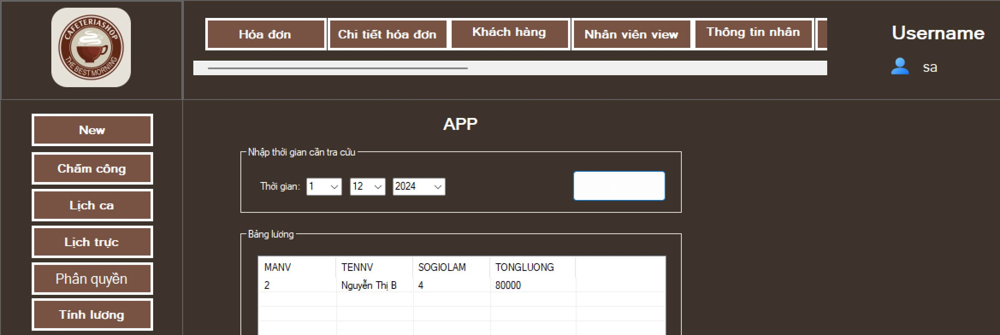 CAFETERIASHOP
THE BEST MORNING
Hóa đơn
Chi tiết hóa đơn
Khách hàng
Nhân viên view
Thông tin nhân
Username
sa
New
Chấm công
Lịch ca
Lịch trực
Phân quyền
Tính lương
APP
Nhập thời gian cần tra cứu
Thời gian: 1 12 2024
Bảng lương
MANV TENNV SOGIOLAM TONGLUONG
2 Nguyễn Thị B 4 80000